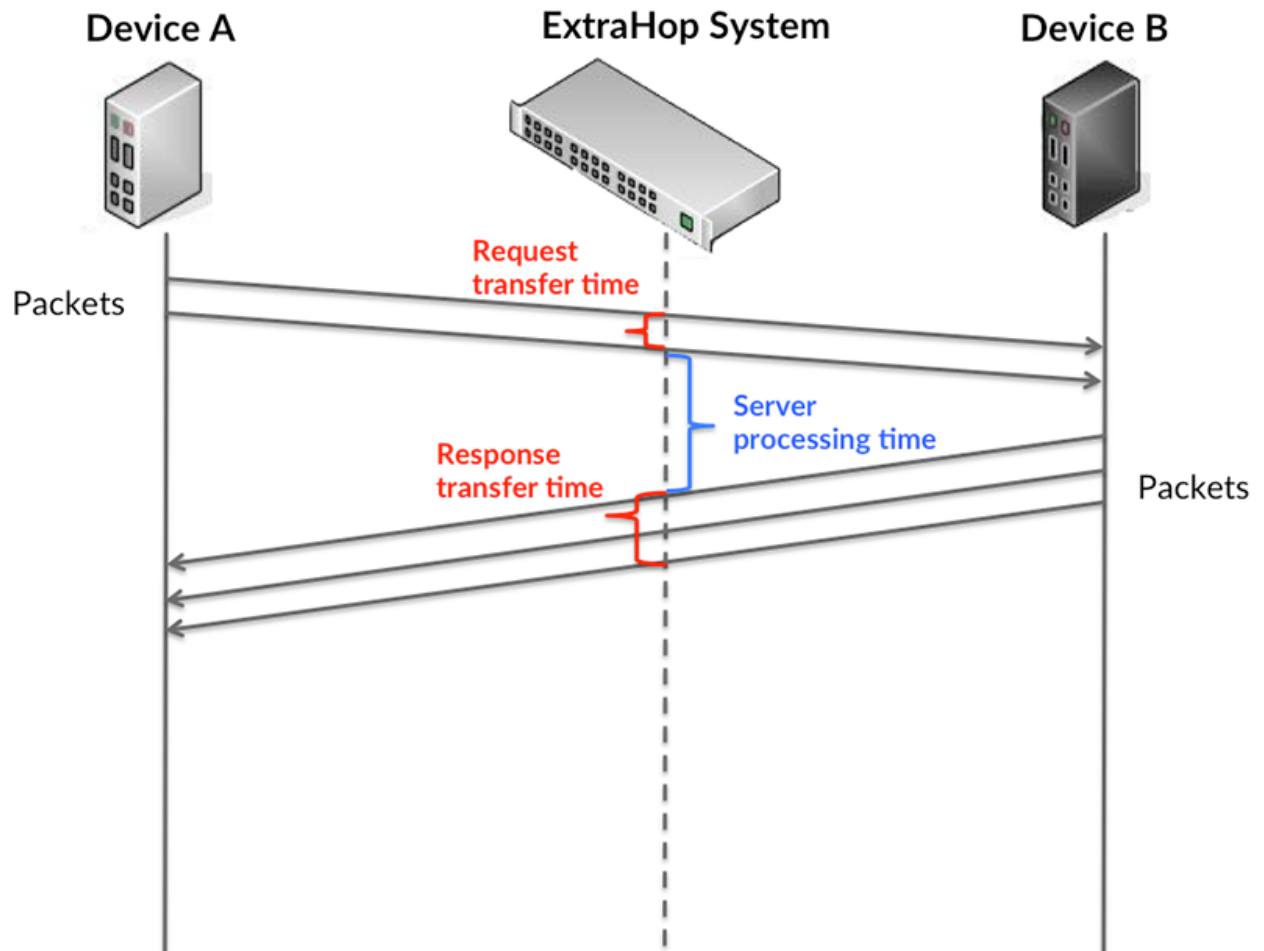 Device A
ExtraHop System
Device B
Request
transfer time
Packets
Server
processing time
Response
transfer time
Packets